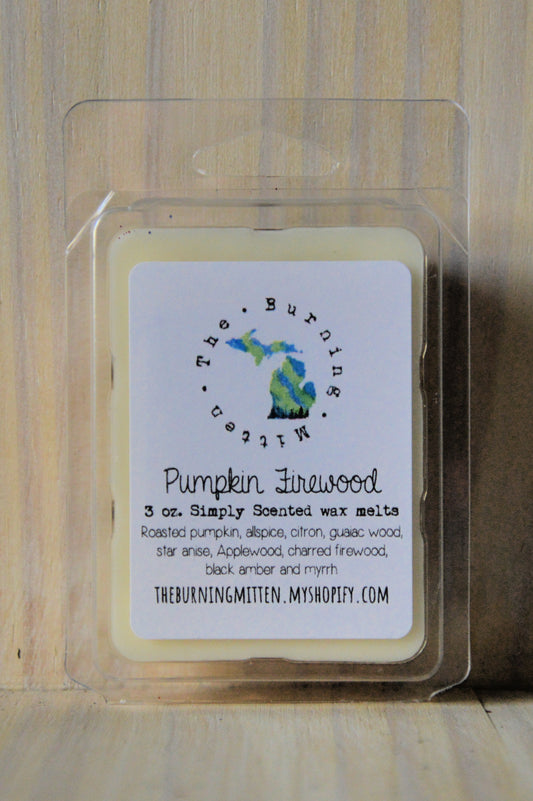 · The · Burning · Mitten
Pumpkin Firewood
3 oz. Simply Scented wax melts
Roasted pumpkin, allspice, citron, guaiac wood,
star anise, Applewood, charred firewood,
black amber and myrrh
THEBURNINGMITTEN.MYSHOPIFY.COM